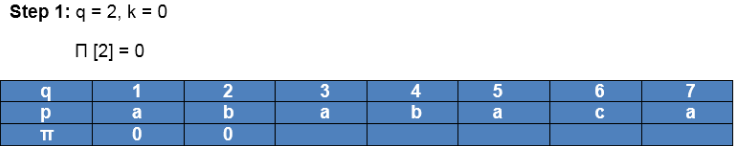 Step 1: q = 2, k = 0
Π [2] = 0
q 1 2 3 4 5 6 7
p a b a b a c a
π 0 0